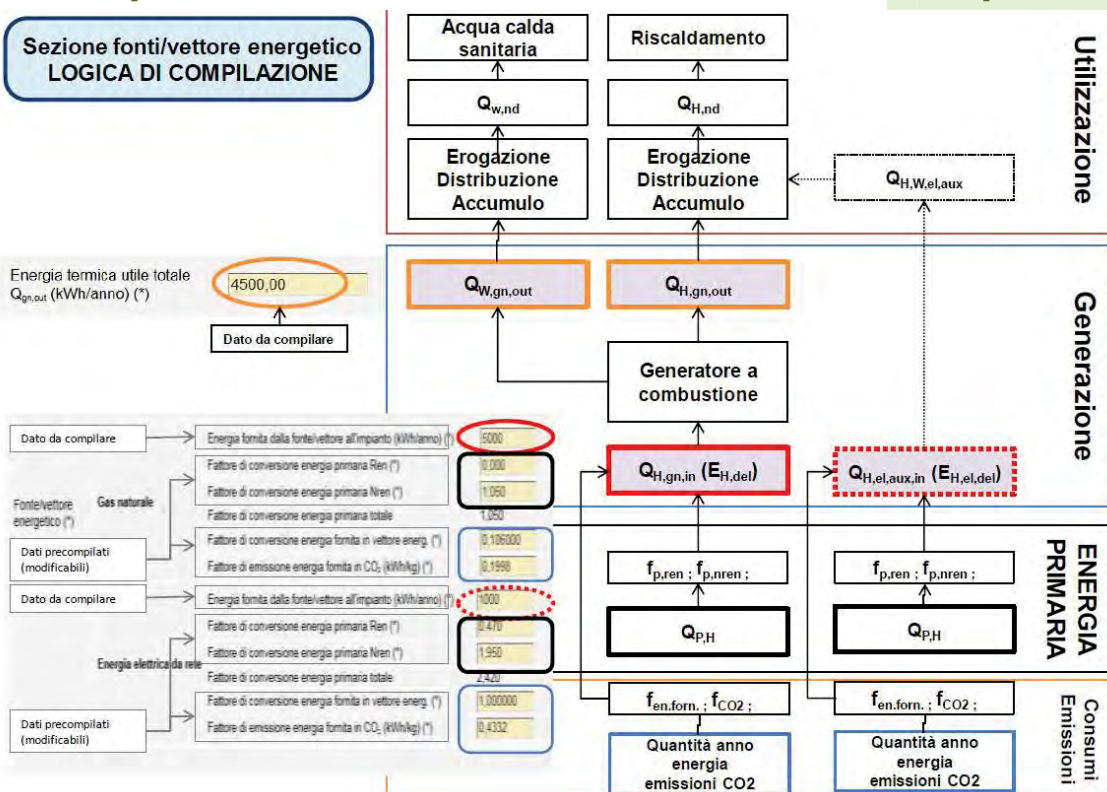 Sezione fonti/vettore energetico
LOGICA DI COMPILAZIONE
Acqua calda
sanitaria
Riscaldamento
Q_w,nd
Q_H,nd
Erogazione
Distribuzione
Accumulo
Erogazione
Distribuzione
Accumulo
Q_H,W,el,aux
Utilizzazione
Energia termica utile totale
Q_gn,out (kWh/anno) (*)
4500,00
Dato da compilare
Q_W,gn,out
Q_H,gn,out
Generatore a
combustione
Q_H,gn,in (E_H,del)
Q_H,el,aux,in (E_H,el,del)
Generazione
Dato da compilare
Energia fornita dalla fonte/vettore all'impianto (kWh/anno) (*)
5000
Fattore di conversione energia primaria Ren (*)
0,000
Fattore di conversione energia primaria Nren (*)
1,050
Fonte/vettore
energetico (*)
Gas naturale
Fattore di conversione energia primaria totale
1,050
Dati precompilati
(modificabili)
Fattore di conversione energia fornita in vettore energ. (*)
0,106000
Fattore di emissione energia fornita in CO₂ (kWh/kg) (*)
0,1998
Dato da compilare
Energia fornita dalla fonte/vettore all'impianto (kWh/anno) (*)
1000
Fattore di conversione energia primaria Ren (*)
0,470
Fattore di conversione energia primaria Nren (*)
1,950
Energia elettrica da rete
Fattore di conversione energia primaria totale
2,420
Dati precompilati
(modificabili)
Fattore di conversione energia fornita in vettore energ. (*)
1,000000
Fattore di emissione energia fornita in CO₂ (kWh/kg) (*)
0,4332
f_p,ren ; f_p,nren ;
f_p,ren ; f_p,nren ;
Q_P,H
Q_P,H
ENERGIA
PRIMARIA
f_en.forn. ; f_CO2 ;
f_en.forn. ; f_CO2 ;
Quantità anno
energia
emissioni CO2
Quantità anno
energia
emissioni CO2
Consumi
Emissioni